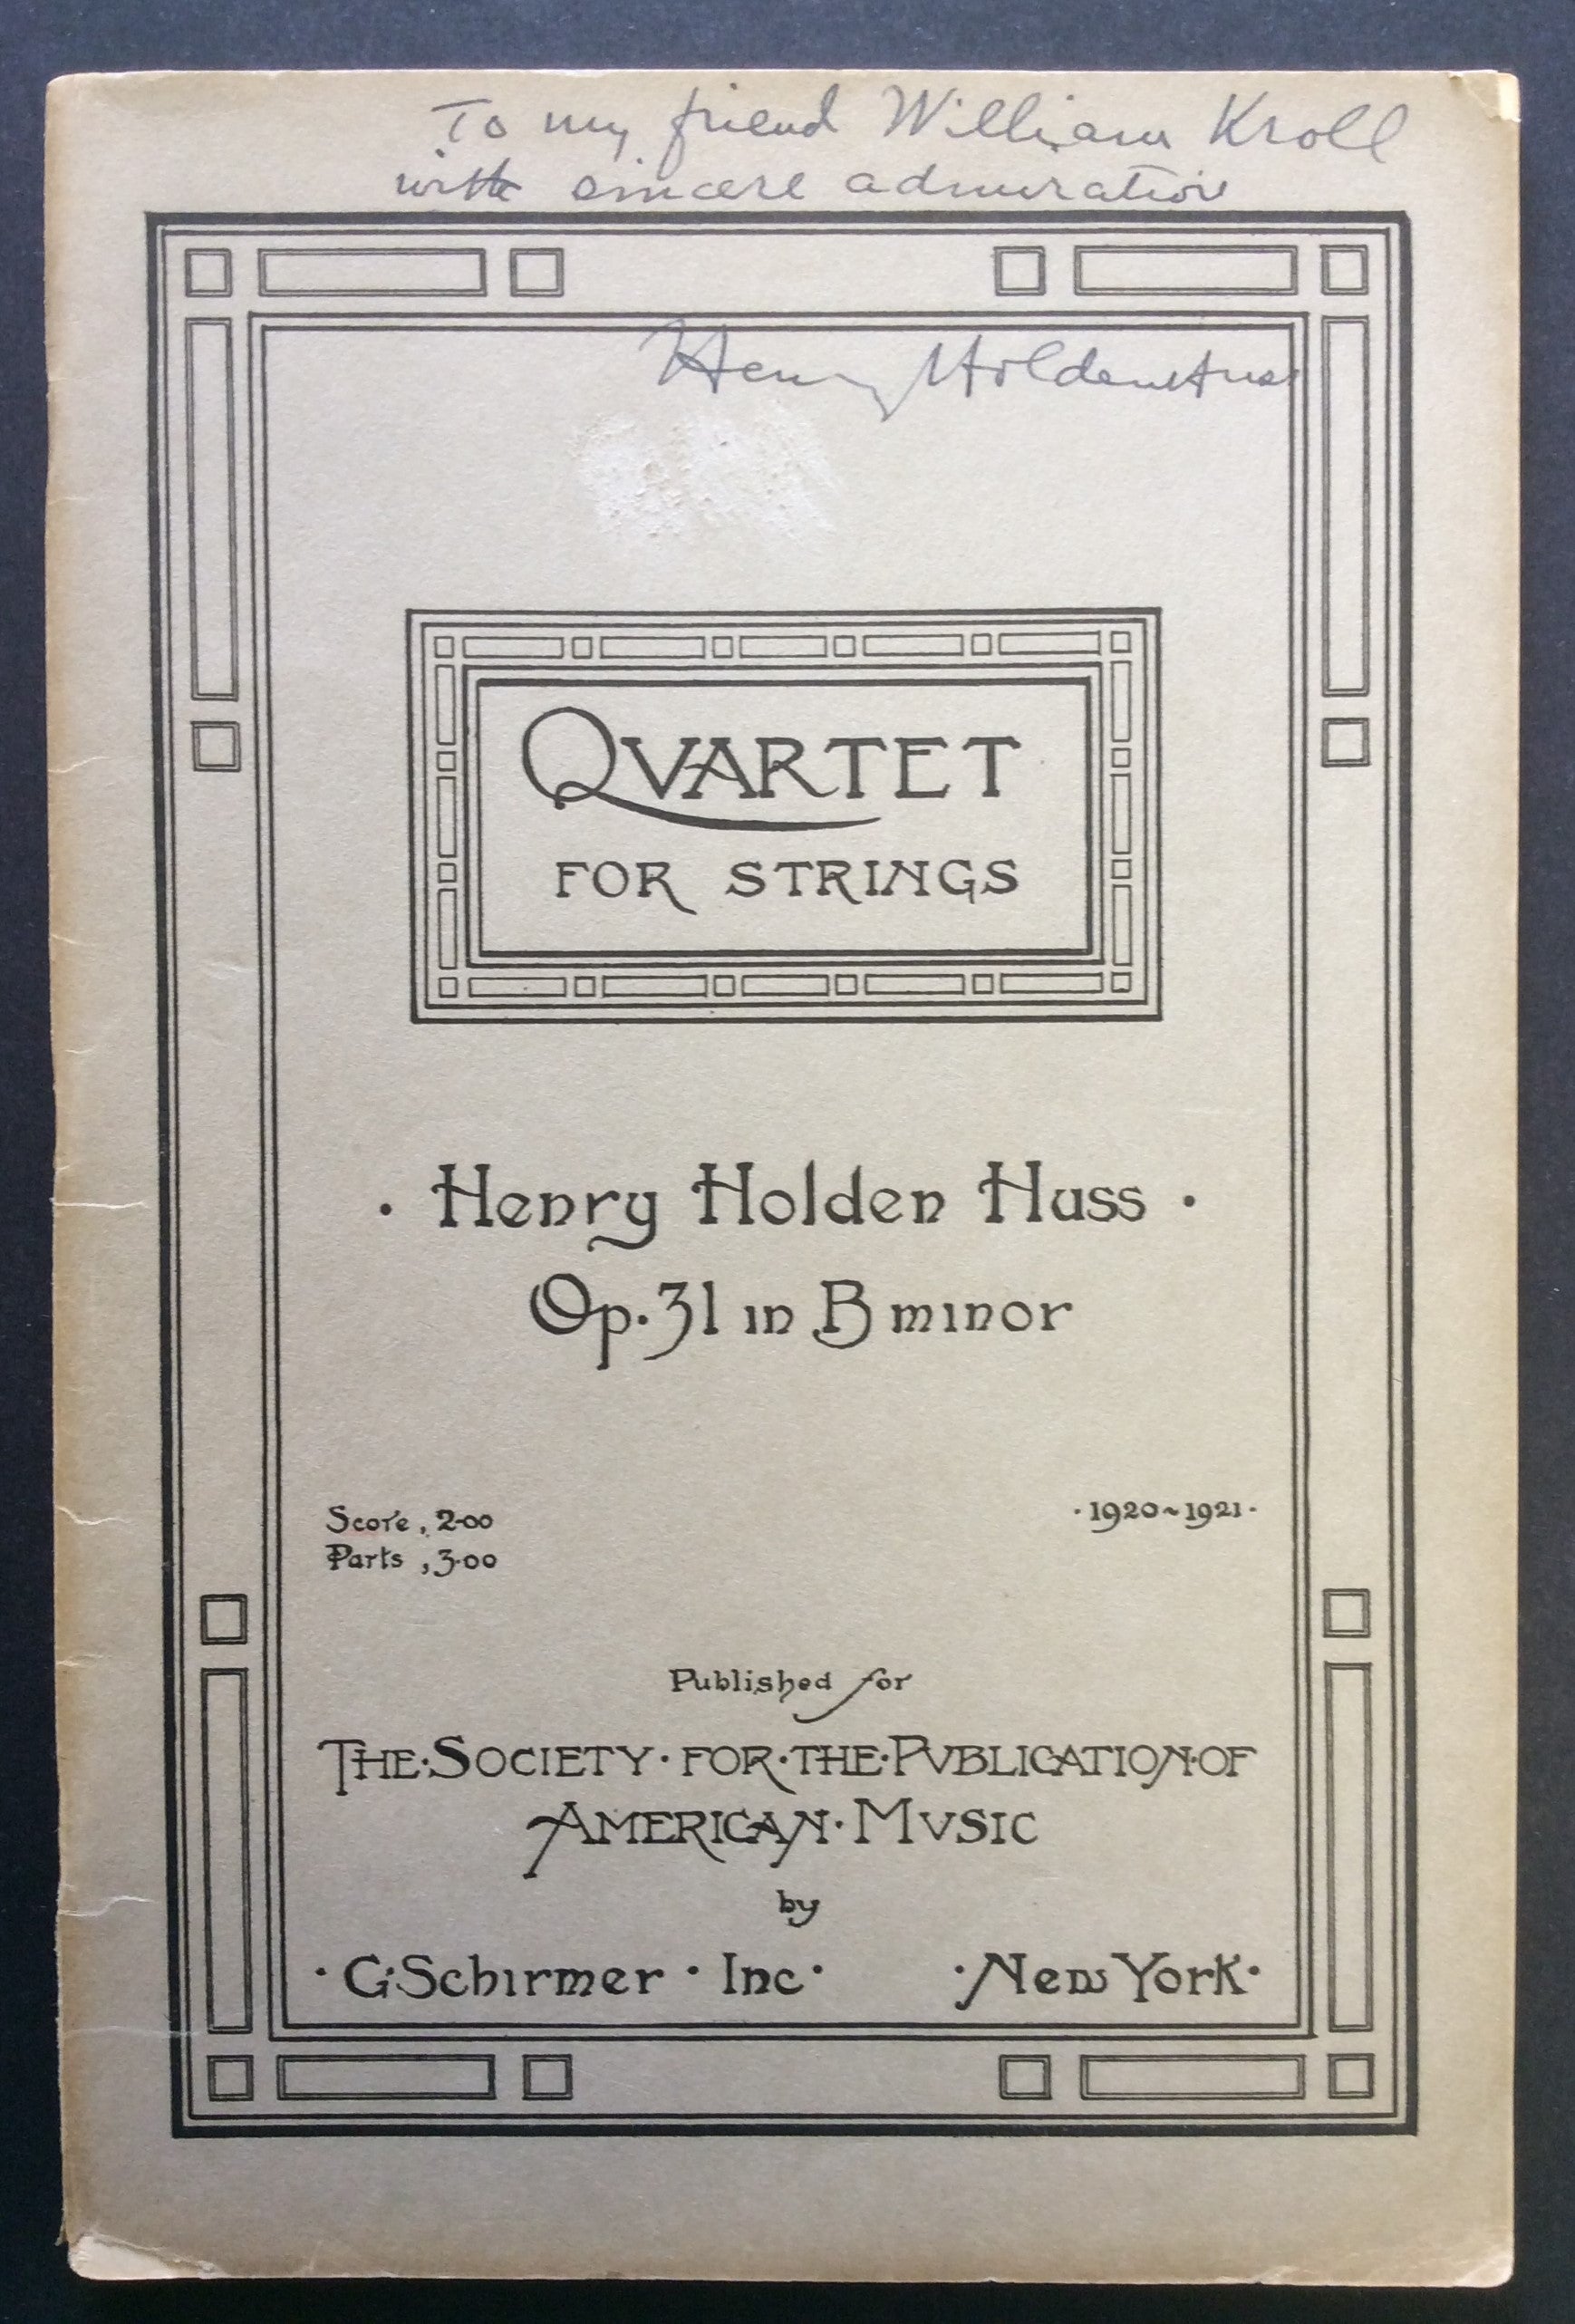 To my friend William Kroll
with sincere admiration
Henry Holden Huss
QVARTET
FOR STRINGS
· Henry Holden Huss ·
Op. 31 in B minor
Score, 2.00
Parts, 3.00
· 1920~1921 ·
Published for
THE·SOCIETY·FOR·THE·PVBLICATION·OF
AMERICAN·MVSIC
by
· G·Schirmer · Inc · · New York ·